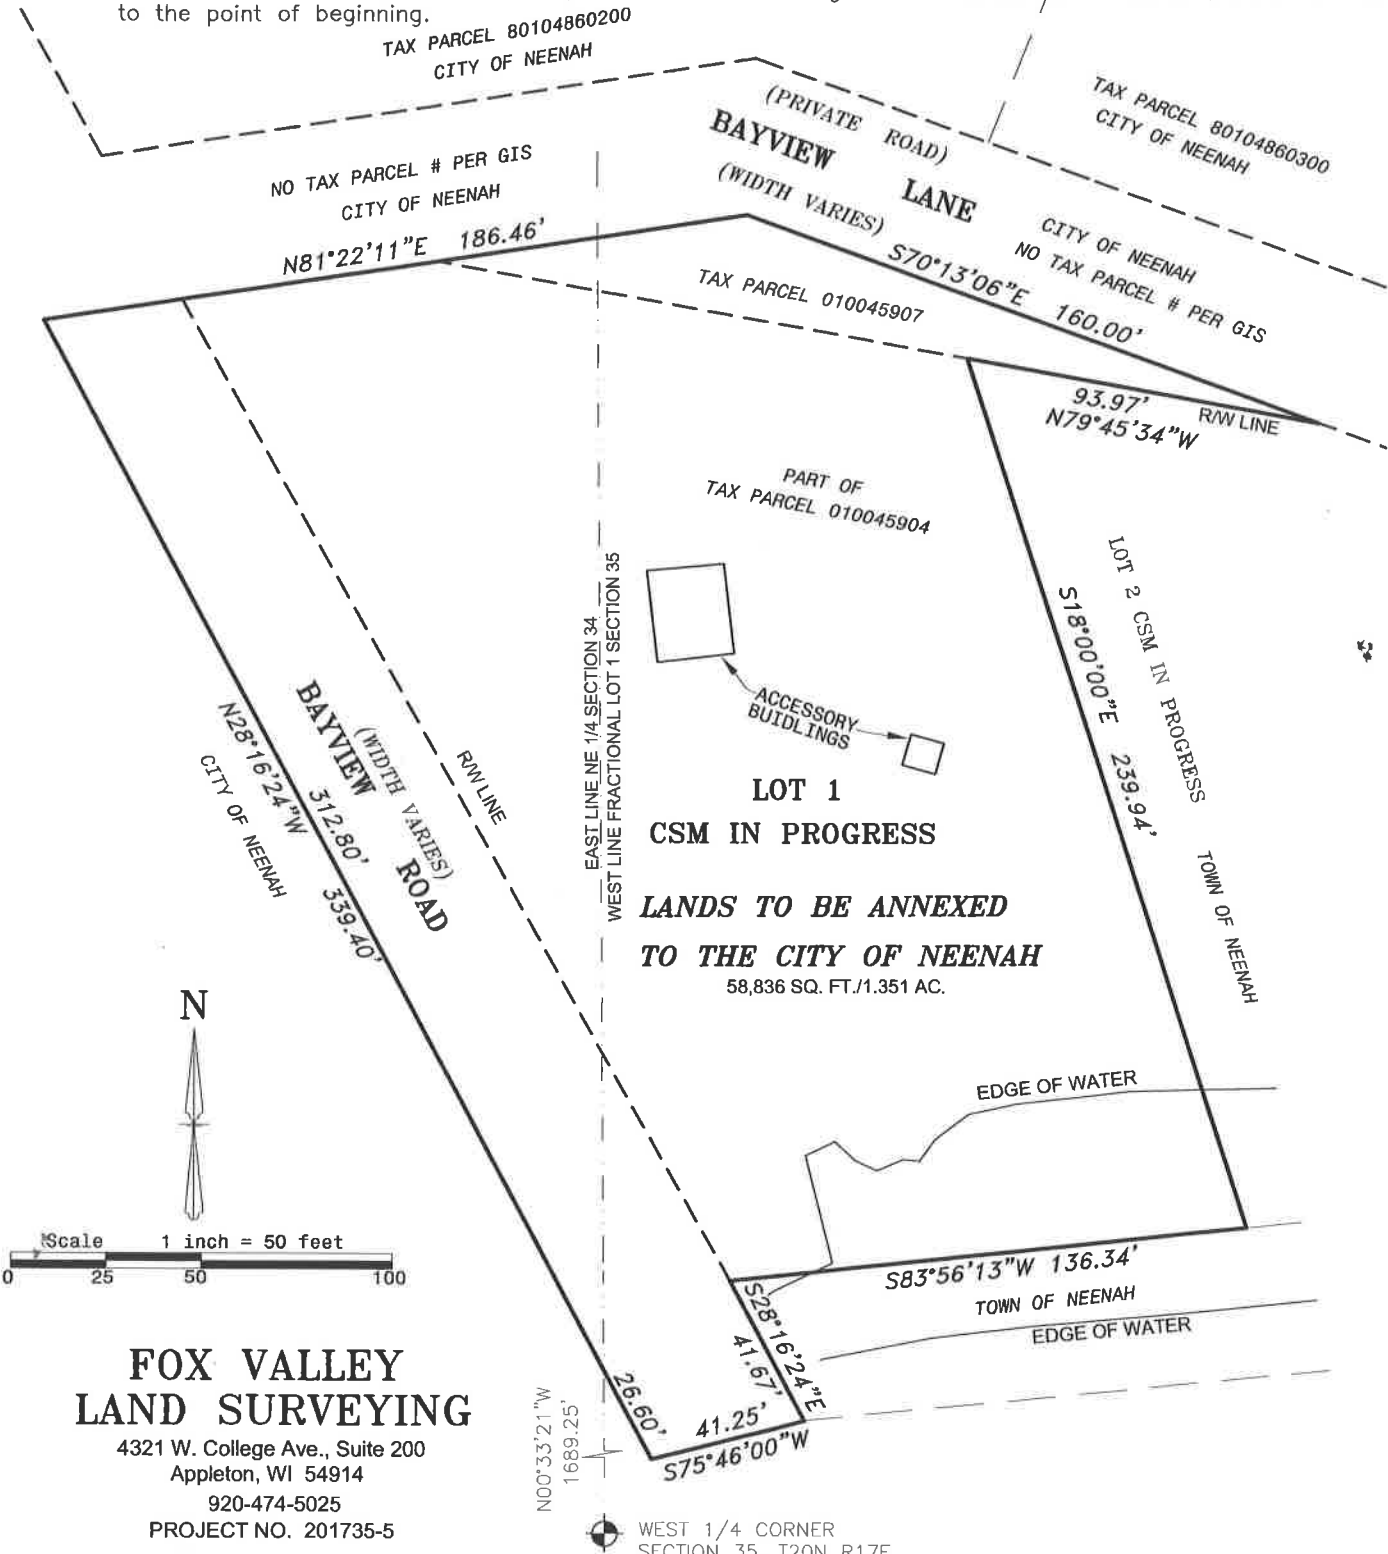 to the point of beginning.
TAX PARCEL 80104860200
CITY OF NEENAH
TAX PARCEL 80104860300
CITY OF NEENAH
(PRIVATE ROAD)
BAYVIEW LANE
(WIDTH VARIES)
NO TAX PARCEL # PER GIS
CITY OF NEENAH
CITY OF NEENAH
NO TAX PARCEL # PER GIS
N81°22'11"E 186.46'
S70°13'06"E 160.00'
TAX PARCEL 010045907
93.97'
N79°45'34"W
R/W LINE
PART OF
TAX PARCEL 010045904
LOT 2 CSM IN PROGRESS
S18°00'00"E 239.94'
TOWN OF NEENAH
EAST LINE NE 1/4 SECTION 34
WEST LINE FRACTIONAL LOT 1 SECTION 35
ACCESSORY
BUIDLINGS
BAYVIEW ROAD
(WIDTH VARIES)
R/W LINE
N28°16'24"W
312.80'
339.40'
CITY OF NEENAH
LOT 1
CSM IN PROGRESS
LANDS TO BE ANNEXED
TO THE CITY OF NEENAH
58,836 SQ. FT./1.351 AC.
N
EDGE OF WATER
Scale 1 inch = 50 feet
0 25 50 100
S83°56'13"W 136.34'
TOWN OF NEENAH
EDGE OF WATER
S28°16'24"E
41.67'
26.60'
41.25'
S75°46'00"W
N00°33'21"W
1689.25'
FOX VALLEY
LAND SURVEYING
4321 W. College Ave., Suite 200
Appleton, WI 54914
920-474-5025
PROJECT NO. 201735-5
WEST 1/4 CORNER
SECTION 35, T20N R17E